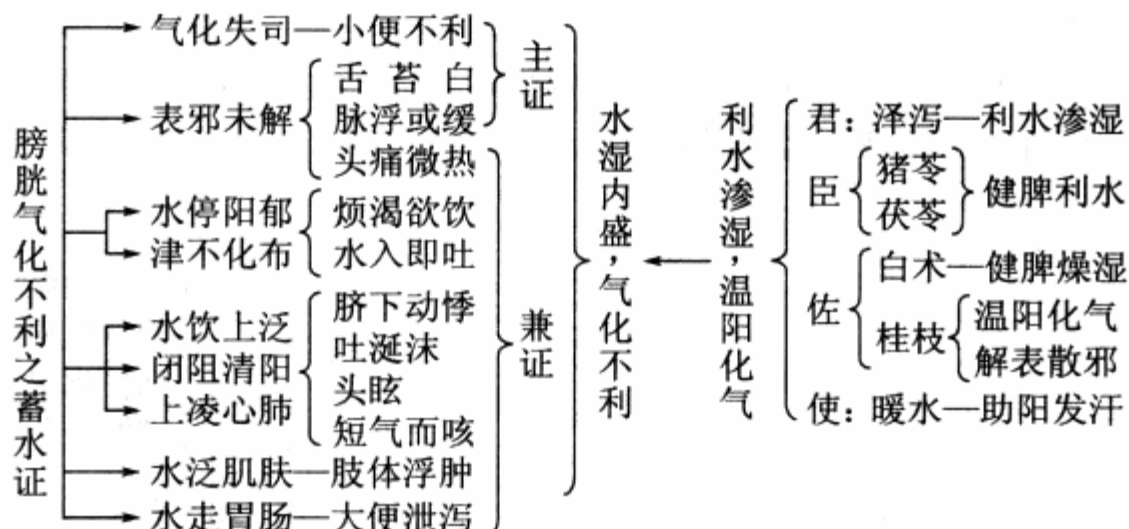 膀胱气化不利之蓄水证
气化失司—小便不利
表邪未解
舌苔白
脉浮或缓
头痛微热
水停阳郁
津不化布
烦渴欲饮
水入即吐
水饮上泛
闭阻清阳
上凌心肺
脐下动悸
吐涎沫
头眩
短气而咳
水泛肌肤—肢体浮肿
水走胃肠—大便泄泻
主证
兼证
水湿内盛，气化不利
利水渗湿，温阳化气
君：泽泻—利水渗湿
臣
猪苓
茯苓
健脾利水
佐
白术—健脾燥湿
桂枝
温阳化气
解表散邪
使：暖水—助阳发汗